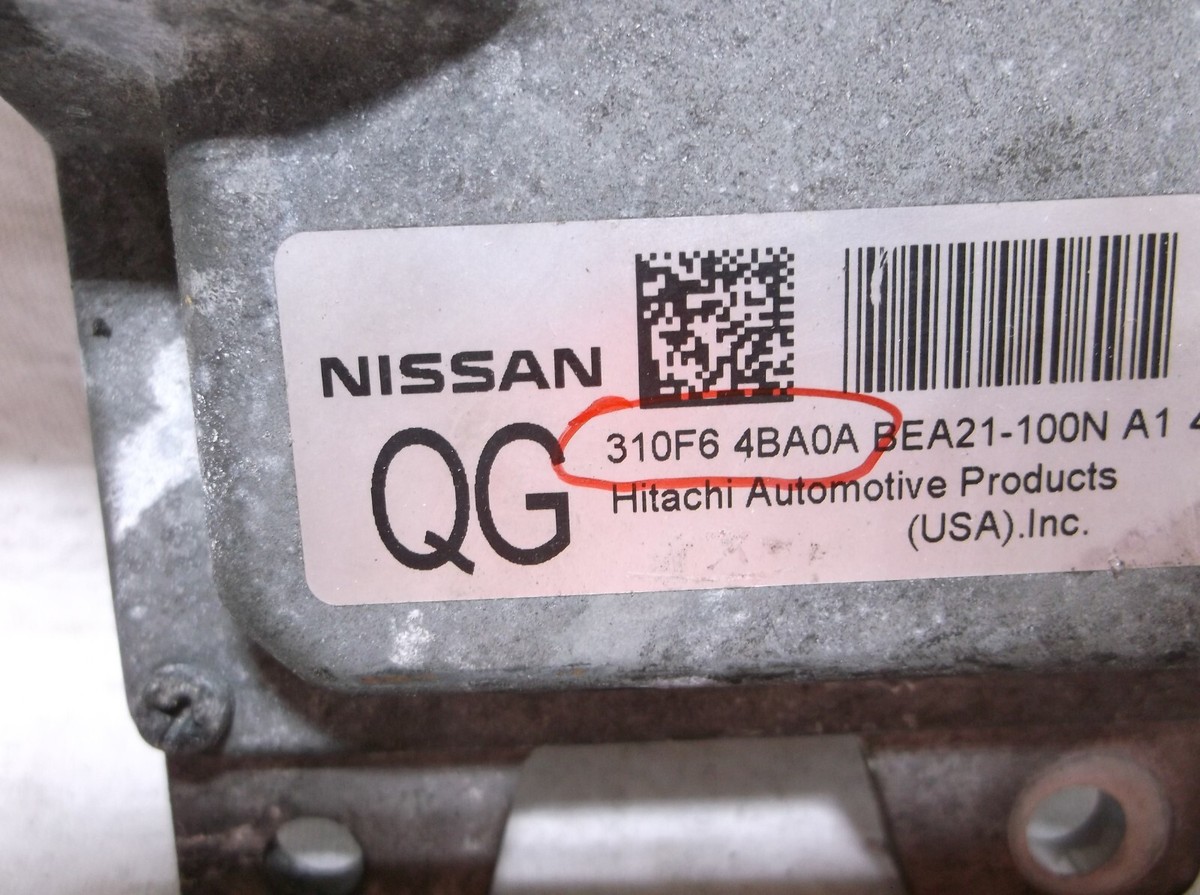 NISSAN
QG
310F6 4BA0A BEA21-100N A1
Hitachi Automotive Products
(USA).Inc.